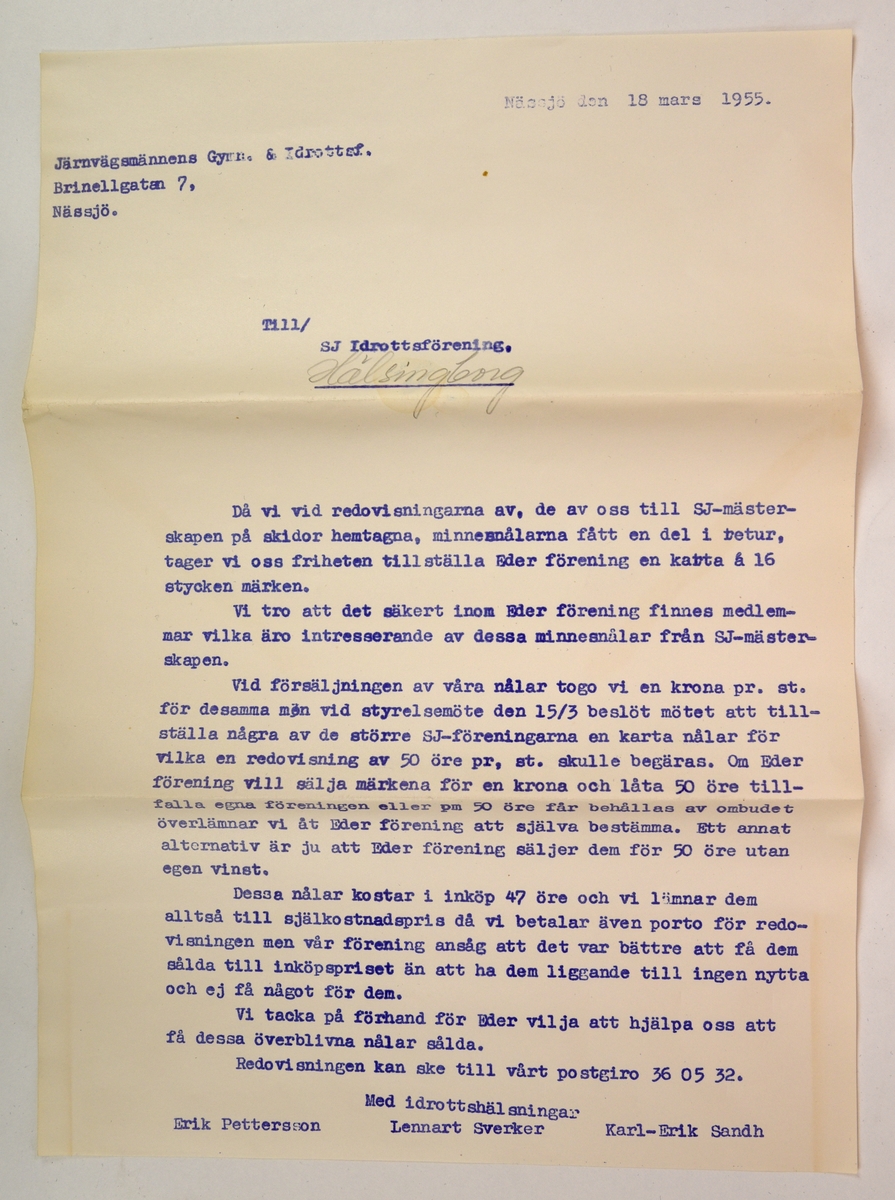 Nässjö den 18 mars 1955.
Järnvägsmännens Gymn. & Idrottsf.
Brinellgatan 7,
Nässjö.
Till/
SJ Idrottsförening.
Hälsingborg
Då vi vid redovisningarna av, de av oss till SJ-mäster-
skapen på skidor hemtagna, minnesnålarna fått en del i retur,
tager vi oss friheten tillställa Eder förening en karta á 16
stycken märken.
Vi tro att det säkert inom Eder förening finnes medlem-
mar vilka äro intresserande av dessa minnesnålar från SJ-mäster-
skapen.
Vid försäljningen av våra nålar togo vi en krona pr. st.
för desamma men vid styrelsemöte den 15/3 beslöt mötet att till-
ställa några av de större SJ-föreningarna en karta nålar för
vilka en redovisning av 50 öre pr, st. skulle begäras. Om Eder
förening vill sälja märkena för en krona och låta 50 öre till-
falla egna föreningen eller pm 50 öre får behållas av ombudet
överlämnar vi åt Eder förening att själva bestämma. Ett annat
alternativ är ju att Eder förening säljer dem för 50 öre utan
egen vinst.
Dessa nålar kostar i inköp 47 öre och vi lämnar dem
alltså till själkostnadspris då vi betalar även porto för redo-
visningen men vår förening ansåg att det var bättre att få dem
sålda till inköpspriset än att ha dem liggande till ingen nytta
och ej få något för dem.
Vi tacka på förhand för Eder vilja att hjälpa oss att
få dessa överblivna nålar sålda.
Redovisningen kan ske till vårt postgiro 36 05 32.
Med idrottshälsningar
Erik Pettersson Lennart Sverker Karl-Erik Sandh